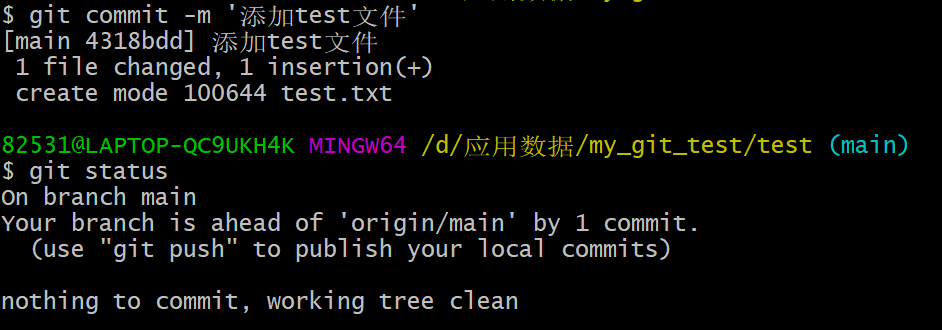 $ git commit -m '添加test文件'
[main 4318bdd] 添加test文件
 1 file changed, 1 insertion(+)
 create mode 100644 test.txt

82531@LAPTOP-QC9UKH4K MINGW64 /d/应用数据/my_git_test/test (main)
$ git status
On branch main
Your branch is ahead of 'origin/main' by 1 commit.
  (use "git push" to publish your local commits)

nothing to commit, working tree clean